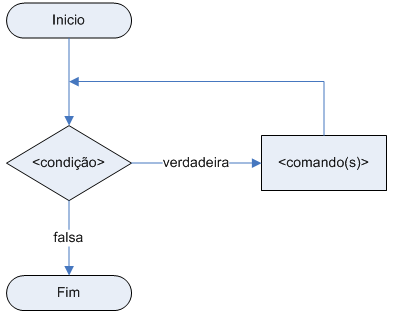 Inicio
<condição>
verdadeira
<comando(s)>
falsa
Fim